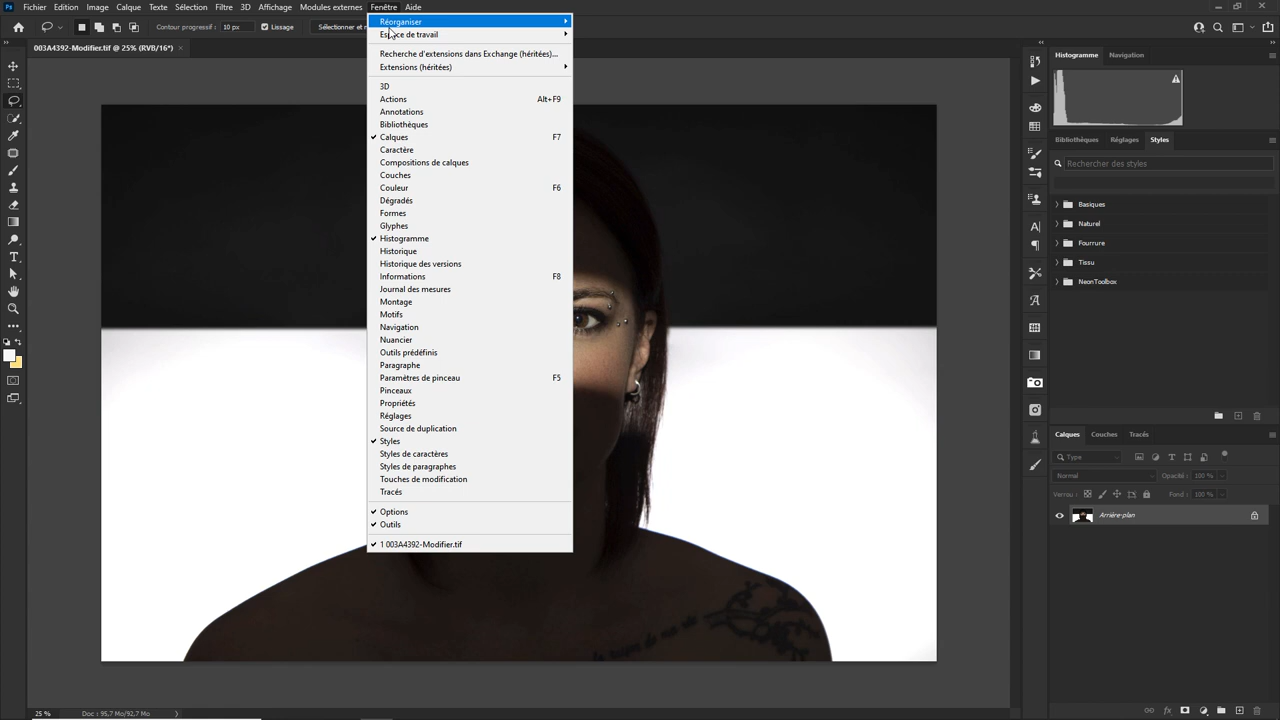 Ps Fichier Edition Image Calque Texte Sélection Filtre 3D Affichage Modules externes Fenêtre Aide
Contour progressif : 10 px Lissage
003A4392-Modifier.tif @ 25% (RVB/16*) ×
Réorganiser
Espace de travail
Recherche d'extensions dans Exchange (héritées)...
Extensions (héritées)
3D
Actions Alt+F9
Annotations
Bibliothèques
Calques F7
Caractère
Compositions de calques
Couches
Couleur F6
Dégradés
Formes
Glyphes
Histogramme
Historique
Historique des versions
Informations F8
Journal des mesures
Montage
Motifs
Navigation
Nuancier
Outils prédéfinis
Paragraphe
Paramètres de pinceau F5
Pinceaux
Propriétés
Réglages
Source de duplication
Styles
Styles de caractères
Styles de paragraphes
Touches de modification
Tracés
Options
Outils
1 003A4392-Modifier.tif
Histogramme Navigation
Bibliothèques Réglages Styles
Rechercher des styles
Basiques
Naturel
Fourrure
Tissu
NeonToolbox
Calques Couches Tracés
Type
Normal Opacité : 100 %
Verrou : Fond : 100 %
Arrière-plan
25 % Doc : 95,7 Mo/92,7 Mo